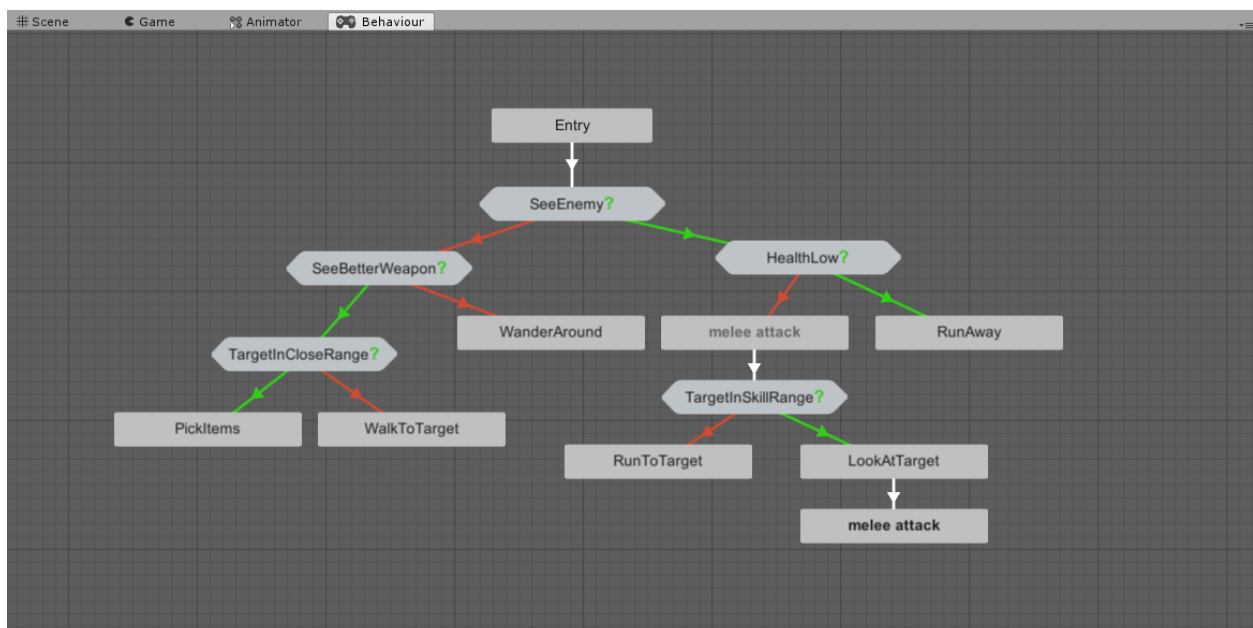 Scene
Game
Animator
Behaviour
Entry
SeeEnemy?
SeeBetterWeapon?
HealthLow?
WanderAround
melee attack
RunAway
TargetInCloseRange?
TargetInSkillRange?
PickItems
WalkToTarget
RunToTarget
LookAtTarget
melee attack